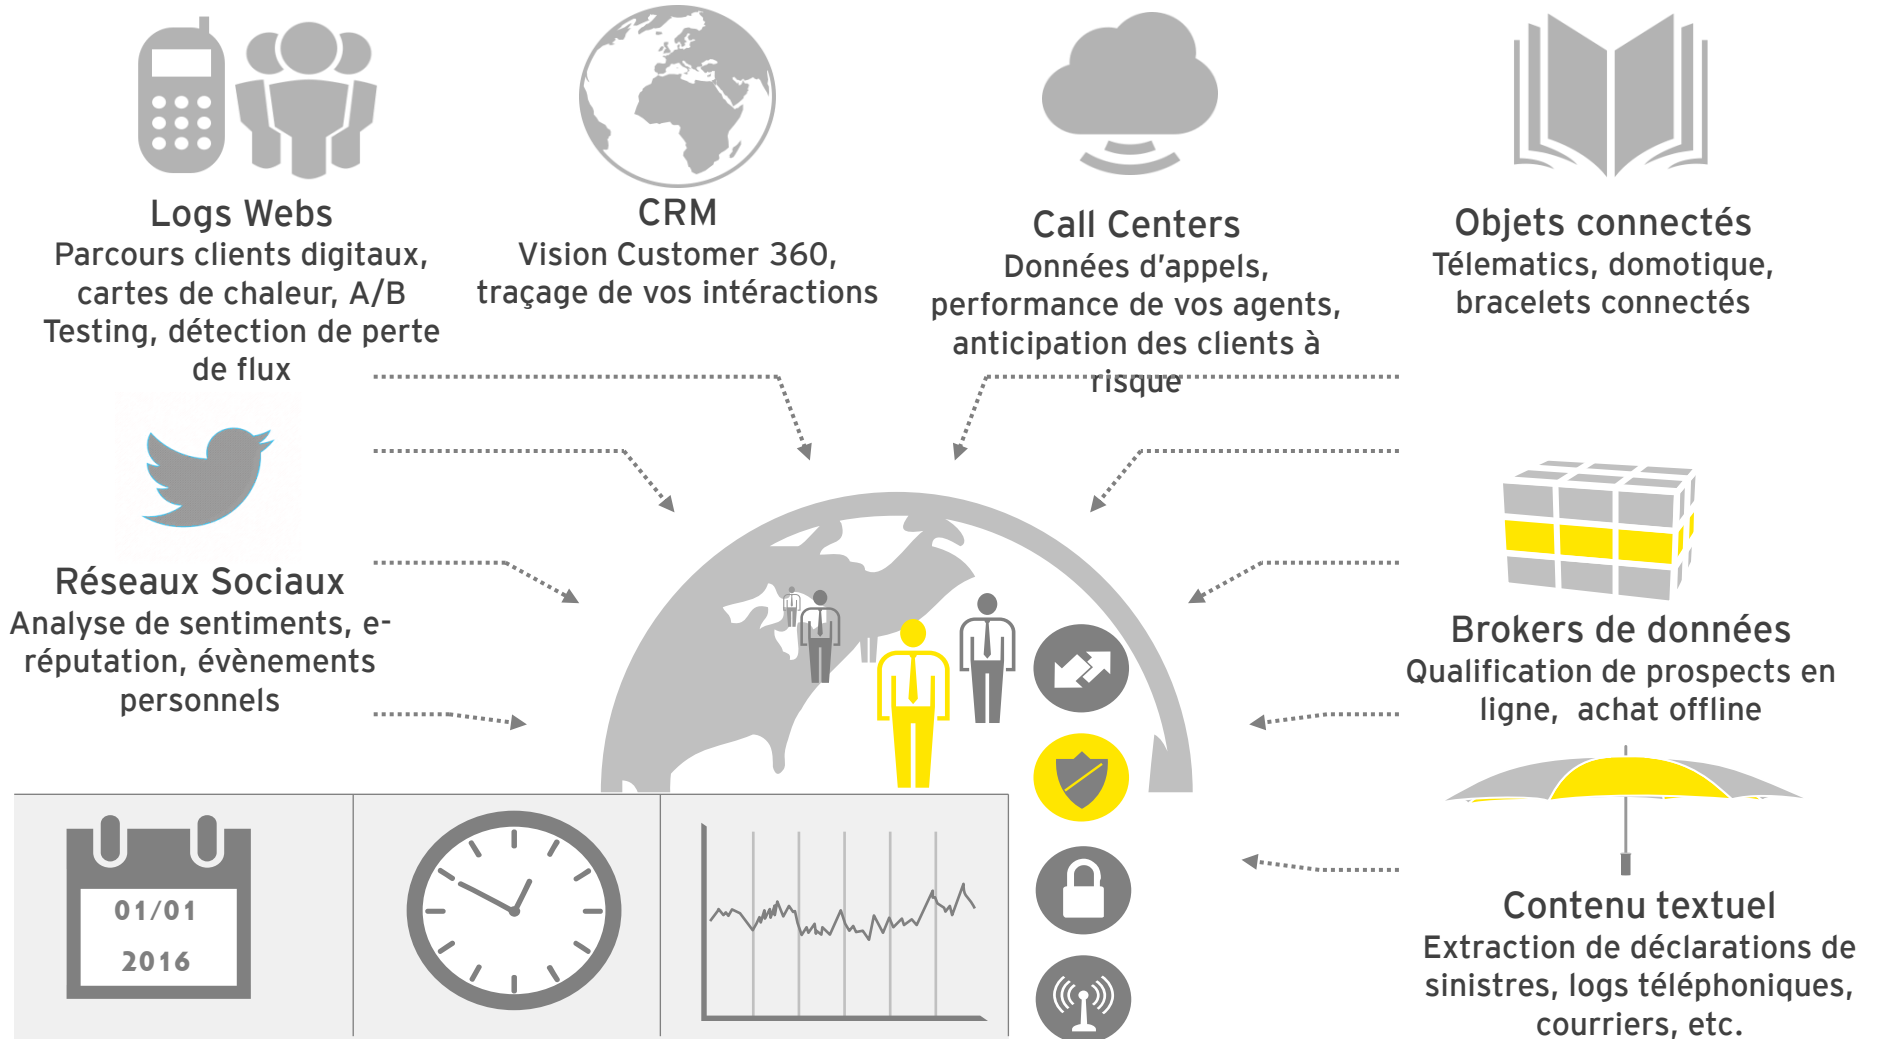 Logs Webs
Parcours clients digitaux,
cartes de chaleur, A/B
Testing, détection de perte
de flux
CRM
Vision Customer 360,
traçage de vos intéractions
Call Centers
Données d’appels,
performance de vos agents,
anticipation des clients à
risque
Objets connectés
Télematics, domotique,
bracelets connectés
Réseaux Sociaux
Analyse de sentiments, e-
réputation, évènements
personnels
Brokers de données
Qualification de prospects en
ligne, achat offline
Contenu textuel
Extraction de déclarations de
sinistres, logs téléphoniques,
courriers, etc.
01/01
2016